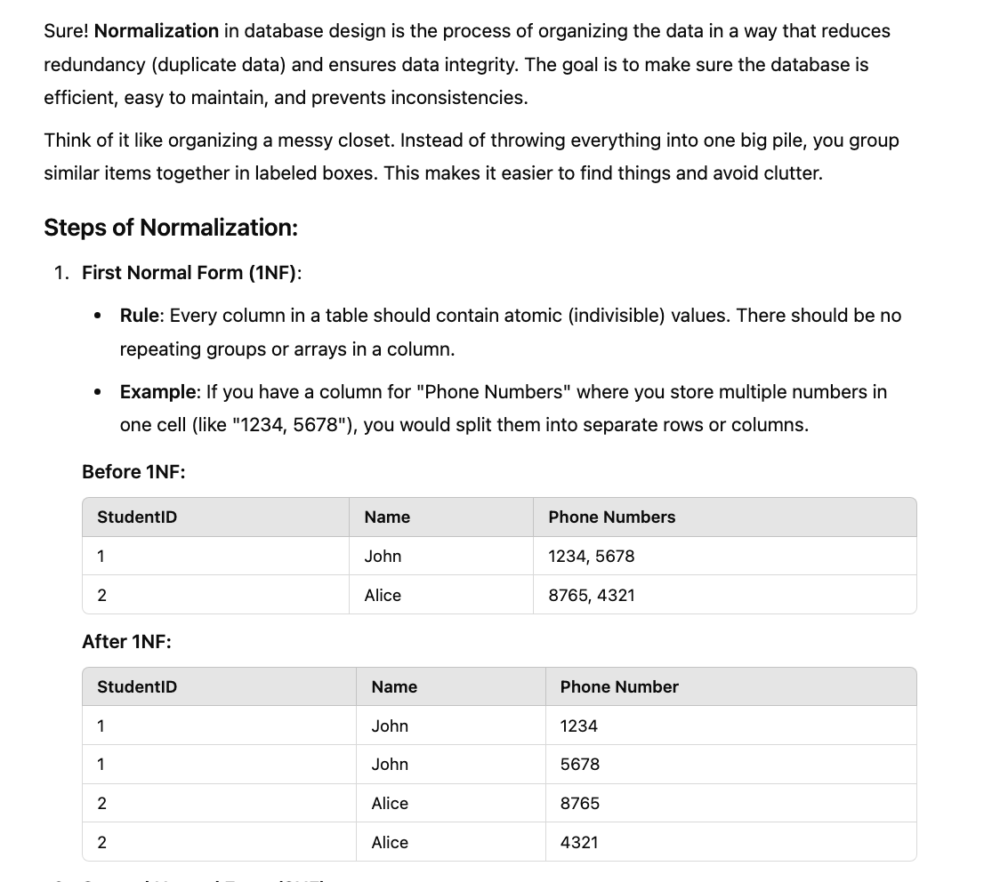 Sure! Normalization in database design is the process of organizing the data in a way that reduces
redundancy (duplicate data) and ensures data integrity. The goal is to make sure the database is
efficient, easy to maintain, and prevents inconsistencies.
Think of it like organizing a messy closet. Instead of throwing everything into one big pile, you group
similar items together in labeled boxes. This makes it easier to find things and avoid clutter.
Steps of Normalization:
1. First Normal Form (1NF):
• Rule: Every column in a table should contain atomic (indivisible) values. There should be no
repeating groups or arrays in a column.
• Example: If you have a column for "Phone Numbers" where you store multiple numbers in
one cell (like "1234, 5678"), you would split them into separate rows or columns.
Before 1NF:
StudentID Name Phone Numbers
1 John 1234, 5678
2 Alice 8765, 4321
After 1NF:
StudentID Name Phone Number
1 John 1234
1 John 5678
2 Alice 8765
2 Alice 4321